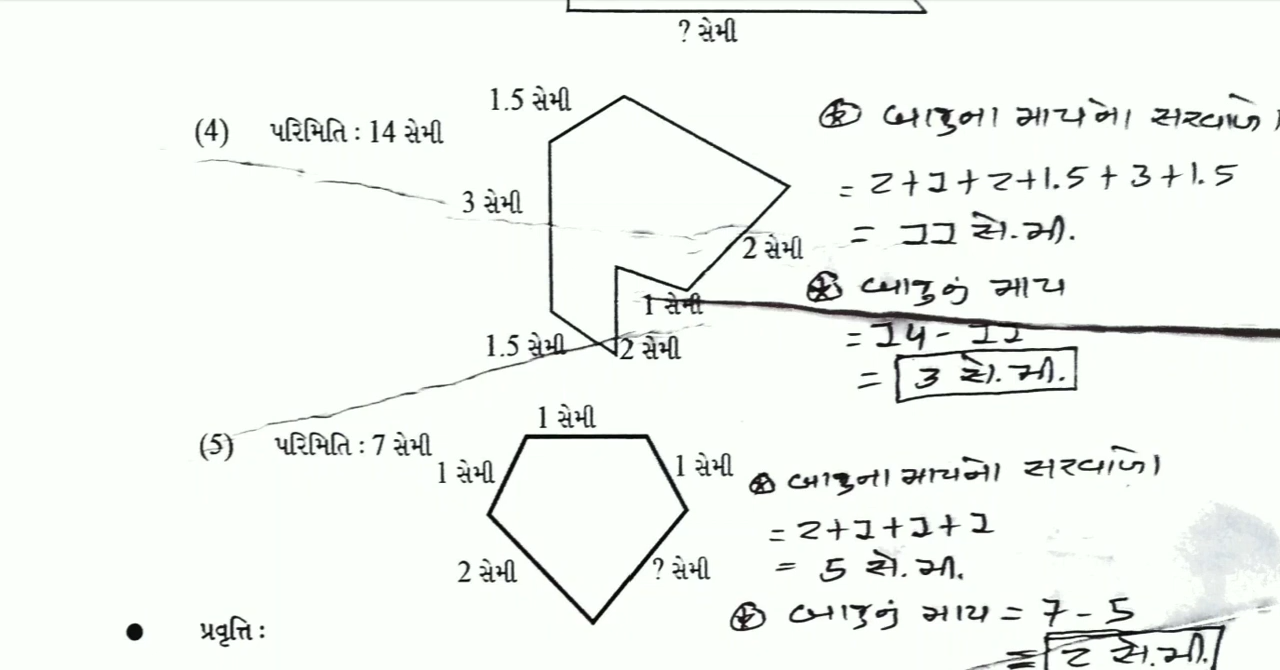 ? સેમી
1.5 સેમી
(4) પરિમિતિ : 14 સેમી
3 સેમી
2 સેમી
1 સેમી
1.5 સેમી
2 સેમી
બાજુના માપનો સરવાળો
= 2+1+2+1.5+3+1.5
= 11 સે.મી.
બાજુનું માપ
= 14 - 11
= 3 સે.મી.
(5) પરિમિતિ : 7 સેમી
1 સેમી
1 સેમી
1 સેમી
2 સેમી
? સેમી
બાજુના માપનો સરવાળો
= 2+1+1+1
= 5 સે.મી.
બાજુનું માપ = 7 - 5
= 2 સે.મી.
● પ્રવૃત્તિ :